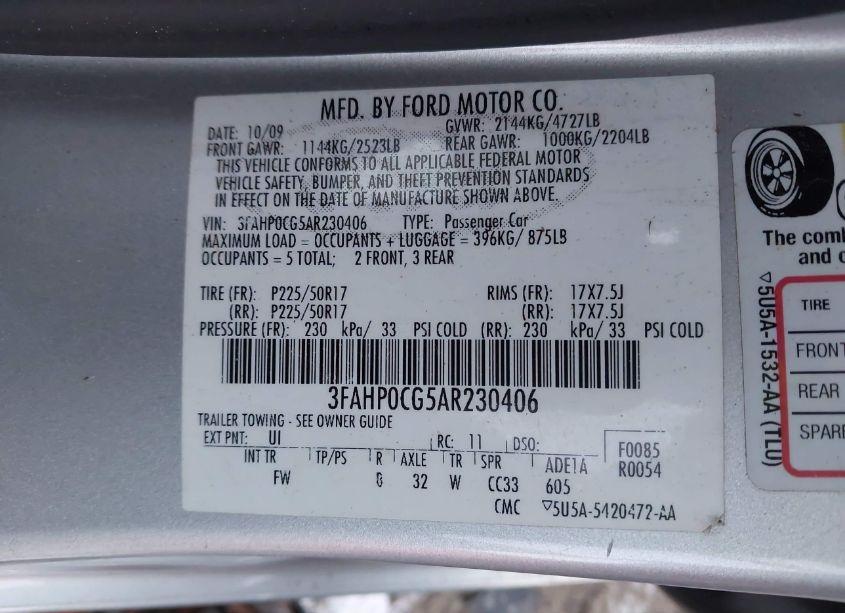 MFD. BY FORD MOTOR CO.
DATE: 10/09 GVWR: 2144KG/4727LB
FRONT GAWR: 1144KG/2523LB REAR GAWR: 1000KG/2204LB
THIS VEHICLE CONFORMS TO ALL APPLICABLE FEDERAL MOTOR
VEHICLE SAFETY, BUMPER, AND THEFT PREVENTION STANDARDS
IN EFFECT ON THE DATE OF MANUFACTURE SHOWN ABOVE.
VIN: 3FAHP0CG5AR230406 TYPE: Passenger Car
MAXIMUM LOAD = OCCUPANTS + LUGGAGE = 396KG/ 875LB
OCCUPANTS = 5 TOTAL; 2 FRONT, 3 REAR
TIRE (FR): P225/50R17 RIMS (FR): 17X7.5J
(RR): P225/50R17 (RR): 17X7.5J
PRESSURE (FR): 230 kPa/ 33 PSI COLD (RR): 230 kPa/ 33 PSI COLD
3FAHP0CG5AR230406
TRAILER TOWING - SEE OWNER GUIDE
EXT PNT: UI RC: 11 DSO: F0085
INT TR TP/PS R AXLE TR SPR ADE1A R0054
FW 32 W CC33 605
CMC 5U5A-5420472-AA
The comb
and c
TIRE
FRONT
REAR
SPARE
5U5A-1532-AA (TLU)